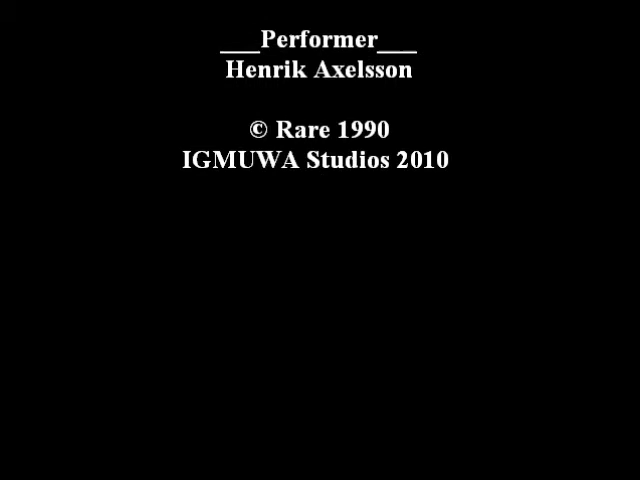 ___Performer___
Henrik Axelsson
© Rare 1990
IGMUWA Studios 2010